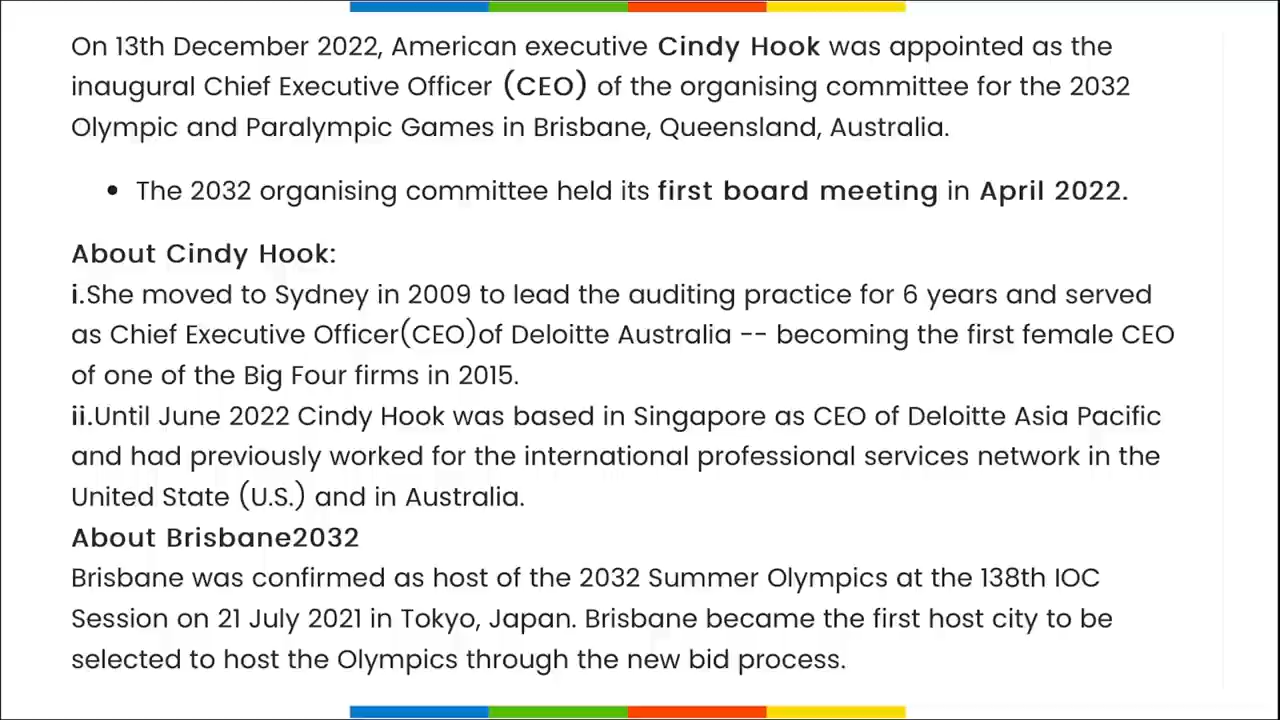 On 13th December 2022, American executive Cindy Hook was appointed as the
inaugural Chief Executive Officer (CEO) of the organising committee for the 2032
Olympic and Paralympic Games in Brisbane, Queensland, Australia.
• The 2032 organising committee held its first board meeting in April 2022.
About Cindy Hook:
i.She moved to Sydney in 2009 to lead the auditing practice for 6 years and served
as Chief Executive Officer(CEO)of Deloitte Australia -- becoming the first female CEO
of one of the Big Four firms in 2015.
ii.Until June 2022 Cindy Hook was based in Singapore as CEO of Deloitte Asia Pacific
and had previously worked for the international professional services network in the
United State (U.S.) and in Australia.
About Brisbane2032
Brisbane was confirmed as host of the 2032 Summer Olympics at the 138th IOC
Session on 21 July 2021 in Tokyo, Japan. Brisbane became the first host city to be
selected to host the Olympics through the new bid process.